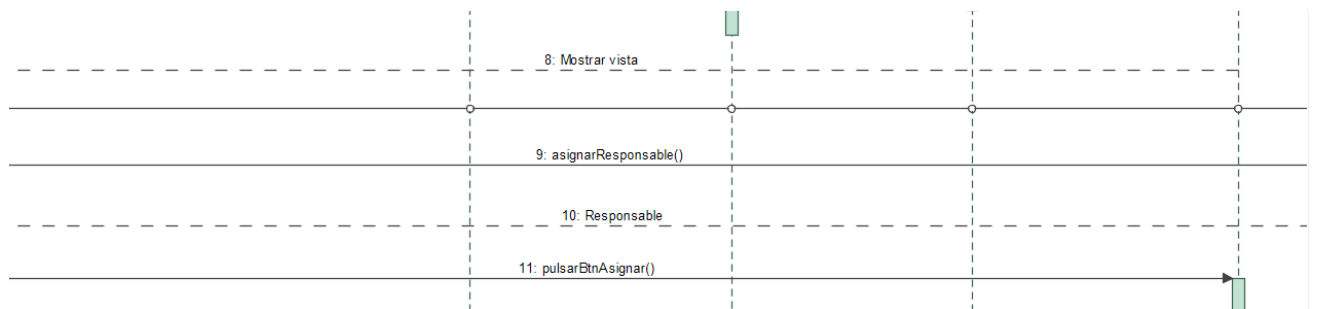 8: Mostrar vista
9: asignarResponsable()
10: Responsable
11: pulsarBtnAsignar()